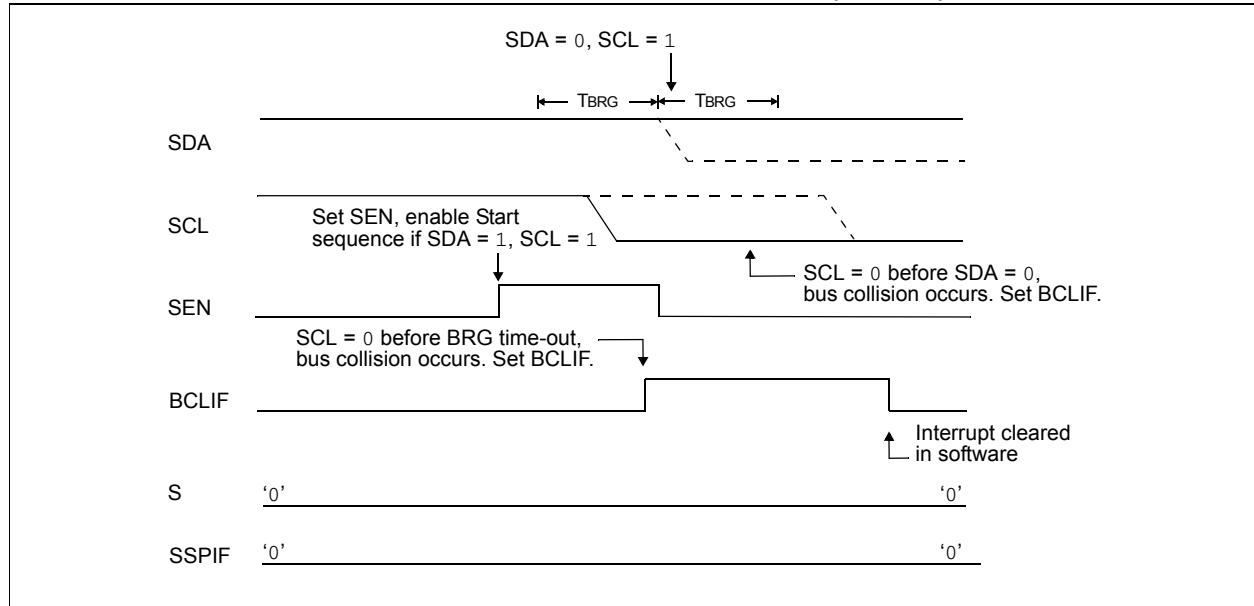 SDA = 0, SCL = 1
TBRG TBRG
SDA
SCL
Set SEN, enable Start
sequence if SDA = 1, SCL = 1
SCL = 0 before SDA = 0,
bus collision occurs. Set BCLIF.
SEN
SCL = 0 before BRG time-out,
bus collision occurs. Set BCLIF.
BCLIF
Interrupt cleared
in software
S ‘0’ ‘0’
SSPIF ‘0’ ‘0’